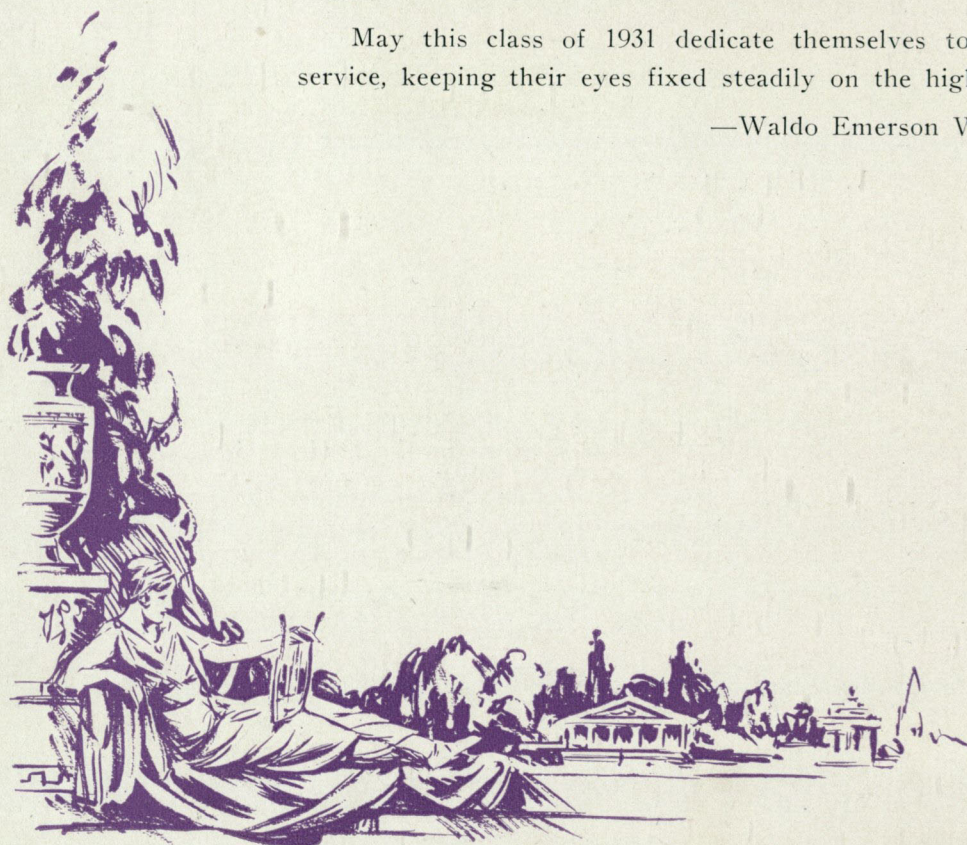 May this class of 1931 dedicate themselves to
service, keeping their eyes fixed steadily on the
—Waldo Emerson